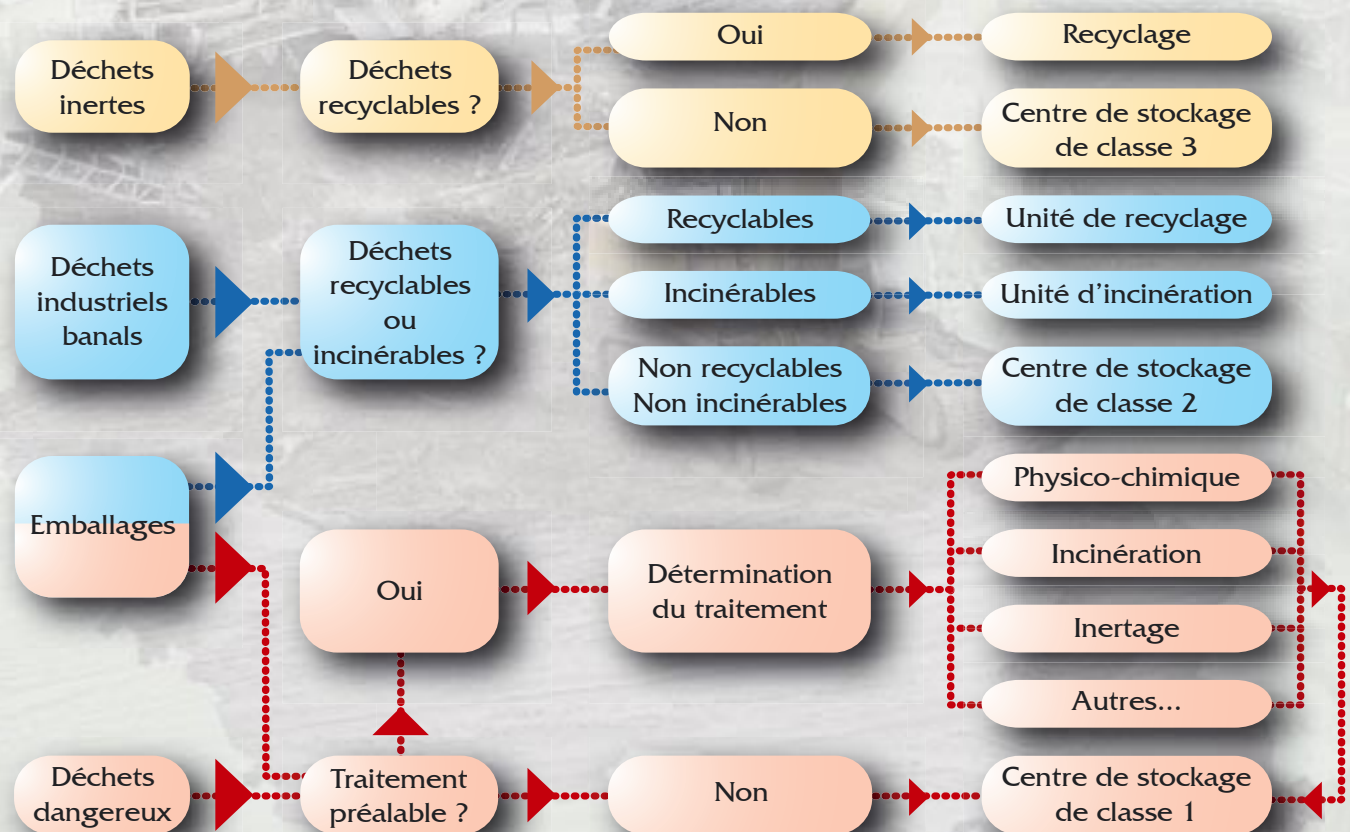 Déchets
inertes
Déchets
recyclables ?
Oui
Recyclage
Non
Centre de stockage
de classe 3
Déchets
industriels
banals
Déchets
recyclables
ou
incinérables ?
Recyclables
Unité de recyclage
Incinérables
Unité d'incinération
Non recyclables
Non incinérables
Centre de stockage
de classe 2
Emballages
Oui
Détermination
du traitement
Physico-chimique
Incinération
Inertage
Autres...
Déchets
dangereux
Traitement
préalable ?
Non
Centre de stockage
de classe 1